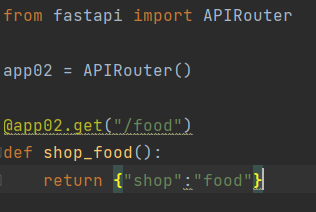 from fastapi import APIRouter
app02 = APIRouter()
@app02.get("/food")
def shop_food():
    return {"shop":"food"}